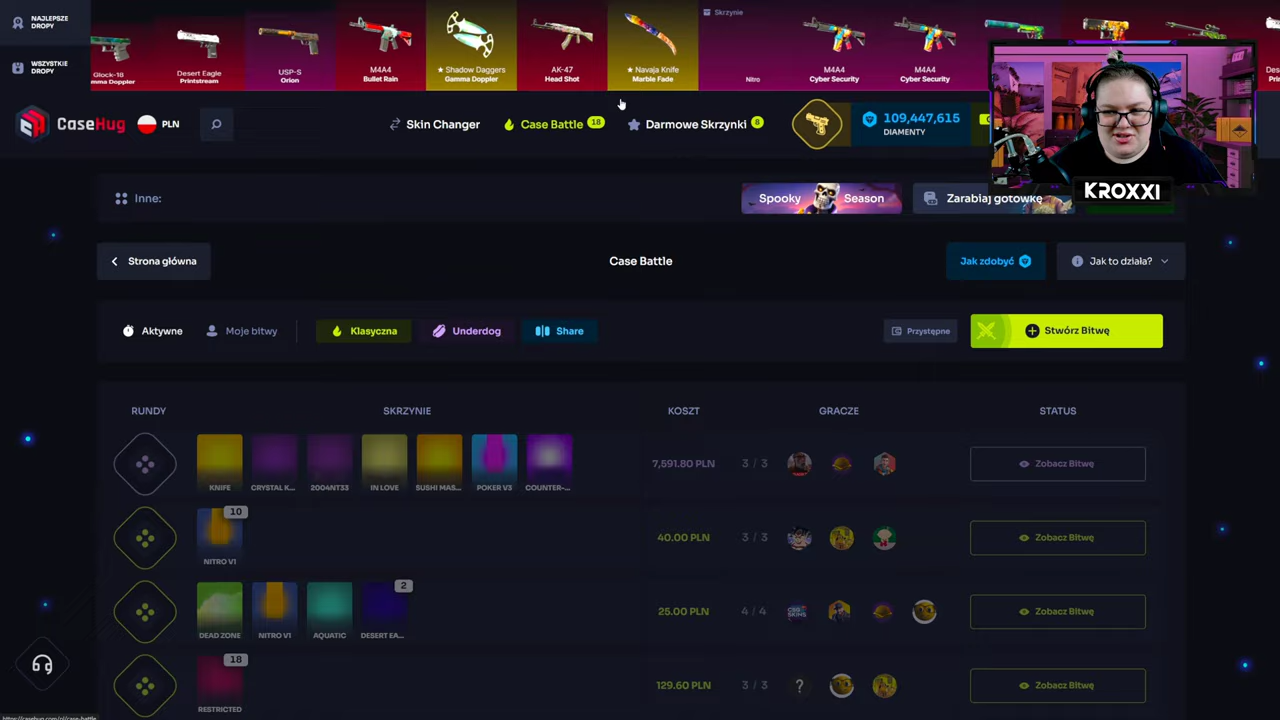 NAJLEPSZE
DROPY
WSZYSTKIE
DROPY
Glock-18
Gamma Doppler
Desert Eagle
Printstream
USP-S
Orion
M4A4
Bullet Rain
★ Shadow Daggers
Gamma Doppler
AK-47
Head Shot
★ Navaja Knife
Marble Fade
Skrzynie
Nitro
M4A4
Cyber Security
M4A4
Cyber Security
CaseHug
PLN
Skin Changer
Case Battle 18
Darmowe Skrzynki 8
109,447,615
DIAMENTY
KROXXI
Inne:
Spooky Season
Zarabiaj gotówkę
Strona główna
Case Battle
Jak zdobyć
Jak to działa?
Aktywne
Moje bitwy
Klasyczna
Underdog
Share
Przystępne
Stwórz Bitwę
RUNDY
SKRZYNIE
KOSZT
GRACZE
STATUS
KNIFE
CRYSTAL K...
2004NT33
IN LOVE
SUSHI MAS...
POKER V3
COUNTER-...
7,591.80 PLN
3 / 3
Zobacz Bitwę
10
NITRO V1
40.00 PLN
3 / 3
Zobacz Bitwę
2
DEAD ZONE
NITRO V1
AQUATIC
DESERT EA...
25.00 PLN
4 / 4
Zobacz Bitwę
18
RESTRICTED
129.60 PLN
3 / 3
?
Zobacz Bitwę
https://casehug.com/pl/case-battle